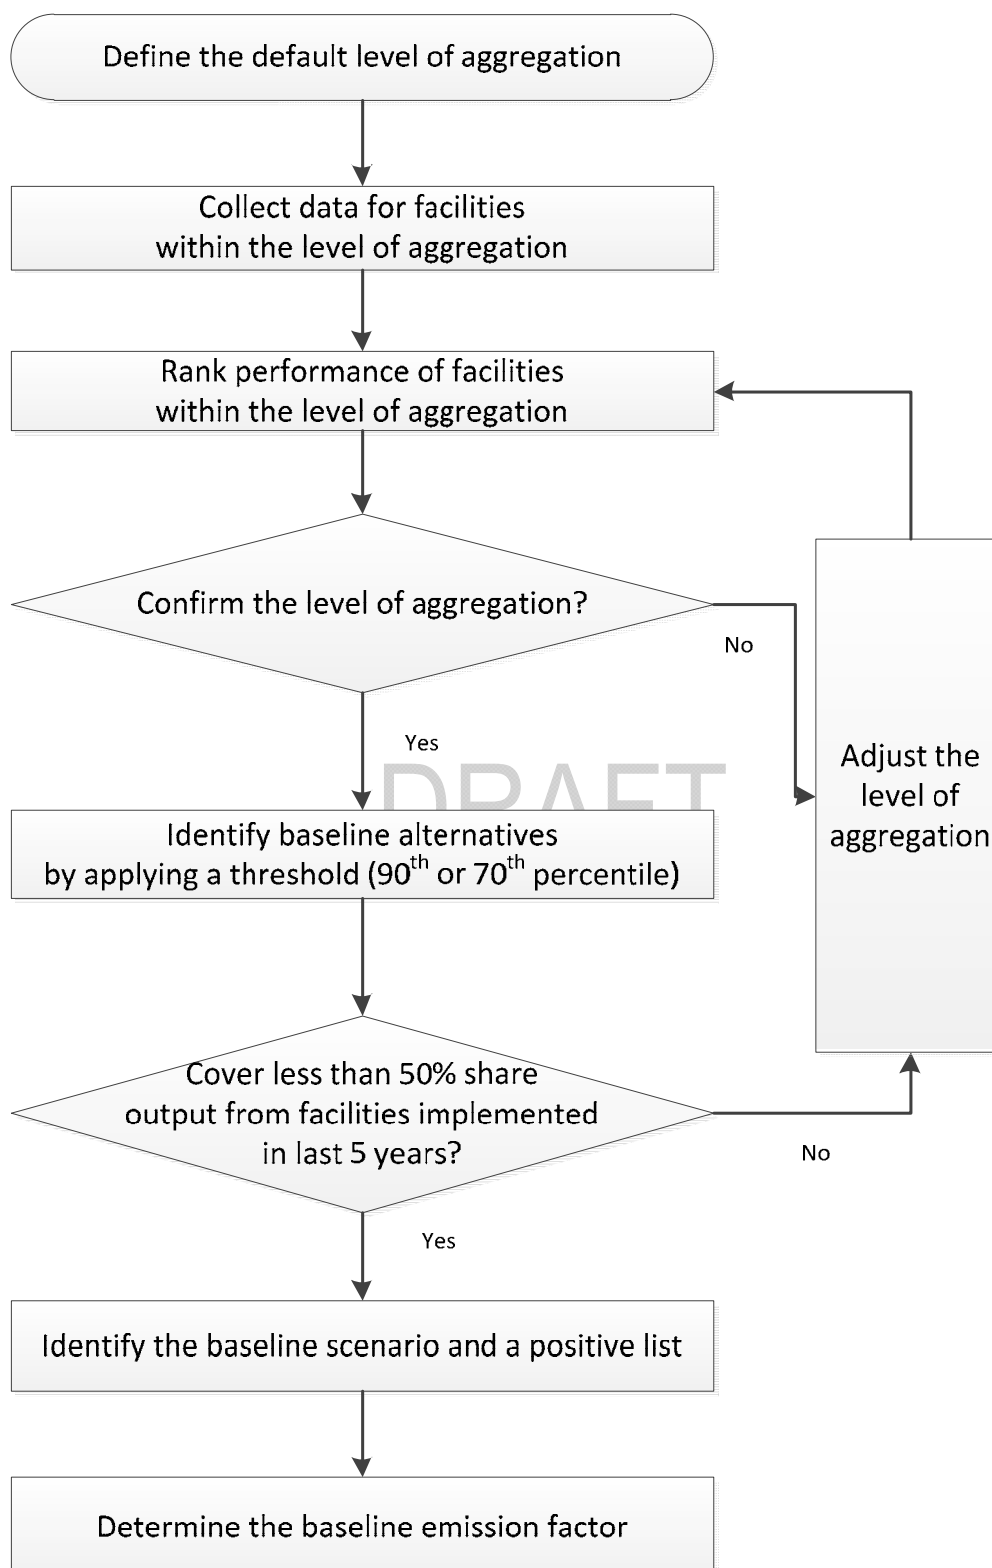 Define the default level of aggregation
Collect data for facilities
within the level of aggregation
Rank performance of facilities
within the level of aggregation
Confirm the level of aggregation?
No
Yes
DRAFT
Adjust the
level of
aggregation
Identify baseline alternatives
by applying a threshold (90th or 70th percentile)
Cover less than 50% share
output from facilities implemented
in last 5 years?
No
Yes
Identify the baseline scenario and a positive list
Determine the baseline emission factor